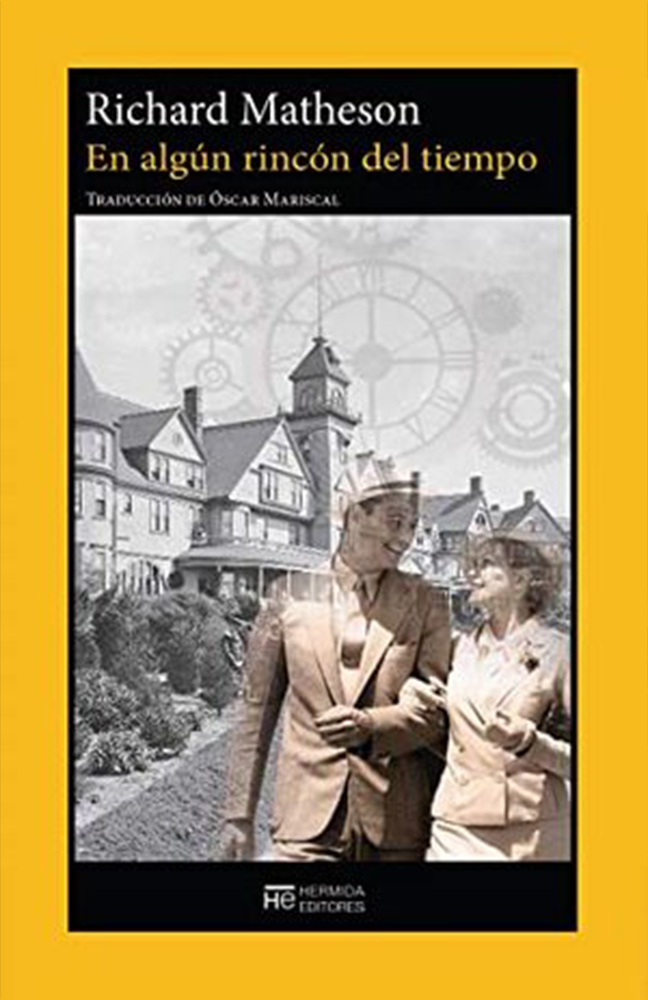 Richard Matheson
En algún rincón del tiempo
TRADUCCIÓN DE ÓSCAR MARISCAL
HE HERMIDA
EDITORES